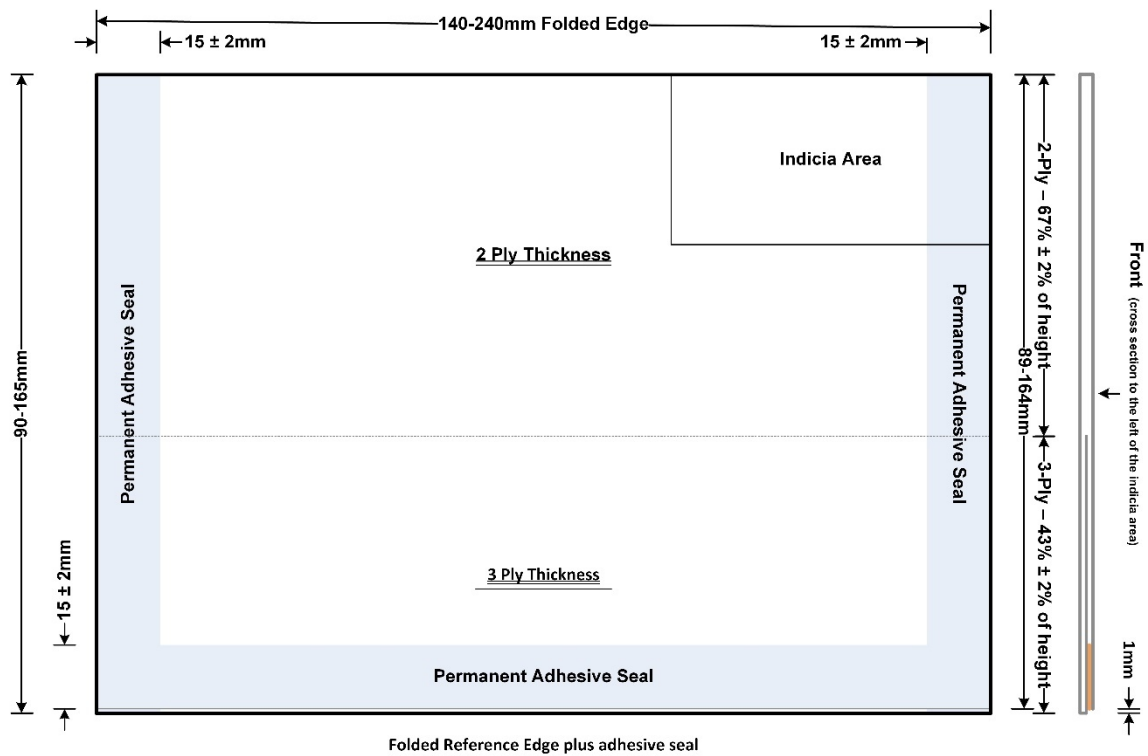 140-240mm Folded Edge
15 ± 2mm
15 ± 2mm
Indicia Area
2 Ply Thickness
Permanent Adhesive Seal
Permanent Adhesive Seal
90-165mm
89-164mm
2-Ply – 67% ± 2% of height
3-Ply – 43% ± 2% of height
Front (cross section to the left of the indicia area)
3 Ply Thickness
15 ± 2mm
1mm
Permanent Adhesive Seal
Folded Reference Edge plus adhesive seal